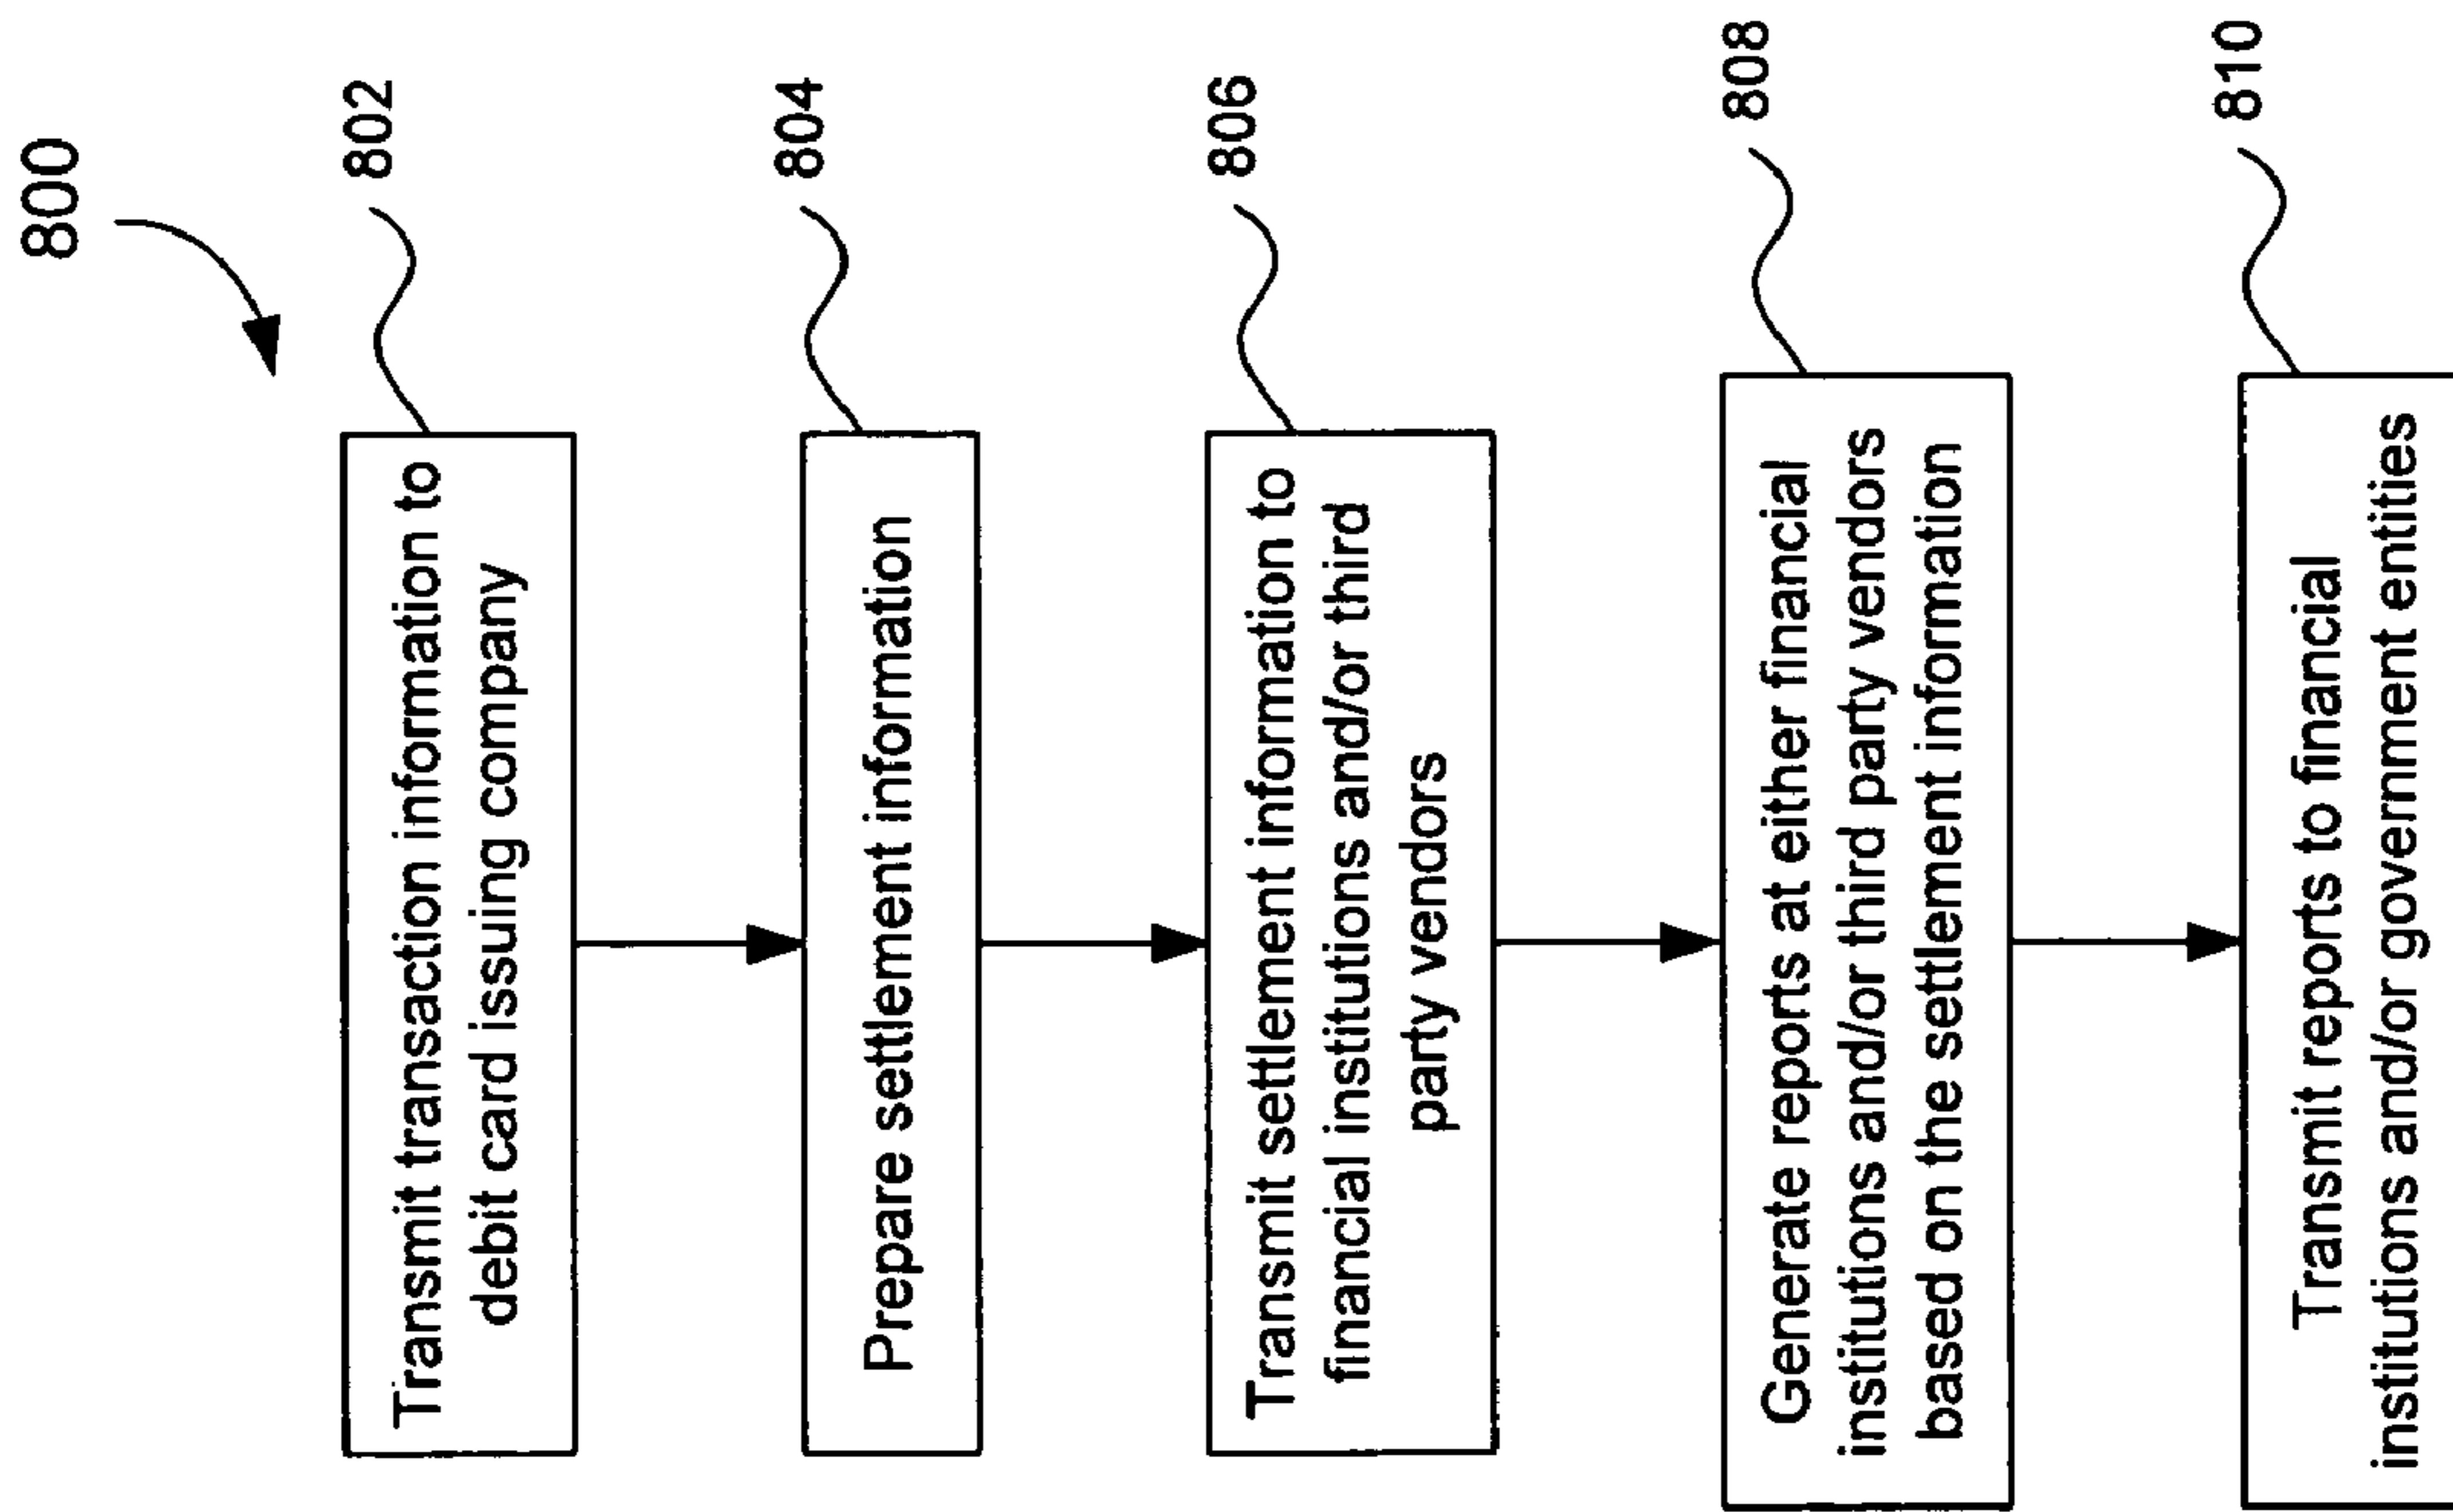 800
802
Transmit transaction information to
debit card issuing company
804
Prepare settlement information
806
Transmit settlement information to
financial institutions and/or third
party vendors
808
Generate reports at either financial
institutions and/or third party vendors
based on the settlement information
810
Transmit reports to financial
institutions and/or government entities